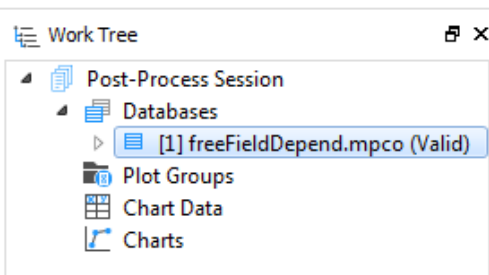 Work Tree
Post-Process Session
Databases
[1] freeFieldDepend.mpco (Valid)
Plot Groups
Chart Data
Charts